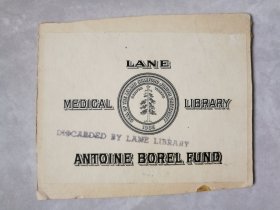 LANE
MEDICAL LIBRARY
DISCARDED BY LANE LIBRARY
ANTOINE BOREL FUND